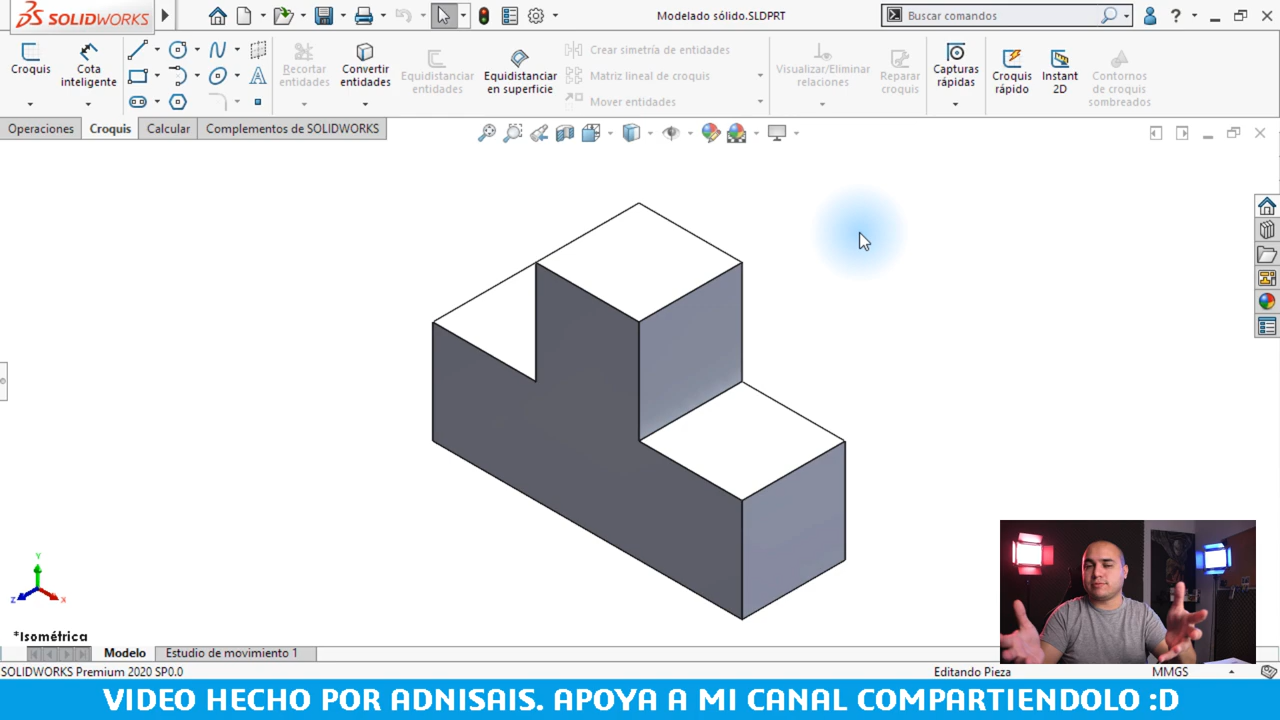 SOLIDWORKS
Modelado sólido.SLDPRT
Buscar comandos
Croquis
Cota inteligente
Recortar entidades
Convertir entidades
Equidistanciar entidades
Equidistanciar en superficie
Crear simetría de entidades
Matriz lineal de croquis
Mover entidades
Visualizar/Eliminar relaciones
Reparar croquis
Capturas rápidas
Croquis rápido
Instant 2D
Contornos de croquis sombreados
Operaciones
Croquis
Calcular
Complementos de SOLIDWORKS
Y
Z
X
*Isométrica
Modelo
Estudio de movimiento 1
SOLIDWORKS Premium 2020 SP0.0
Editando Pieza
MMGS
VIDEO HECHO POR ADNISAIS. APOYA A MI CANAL COMPARTIENDOLO :D